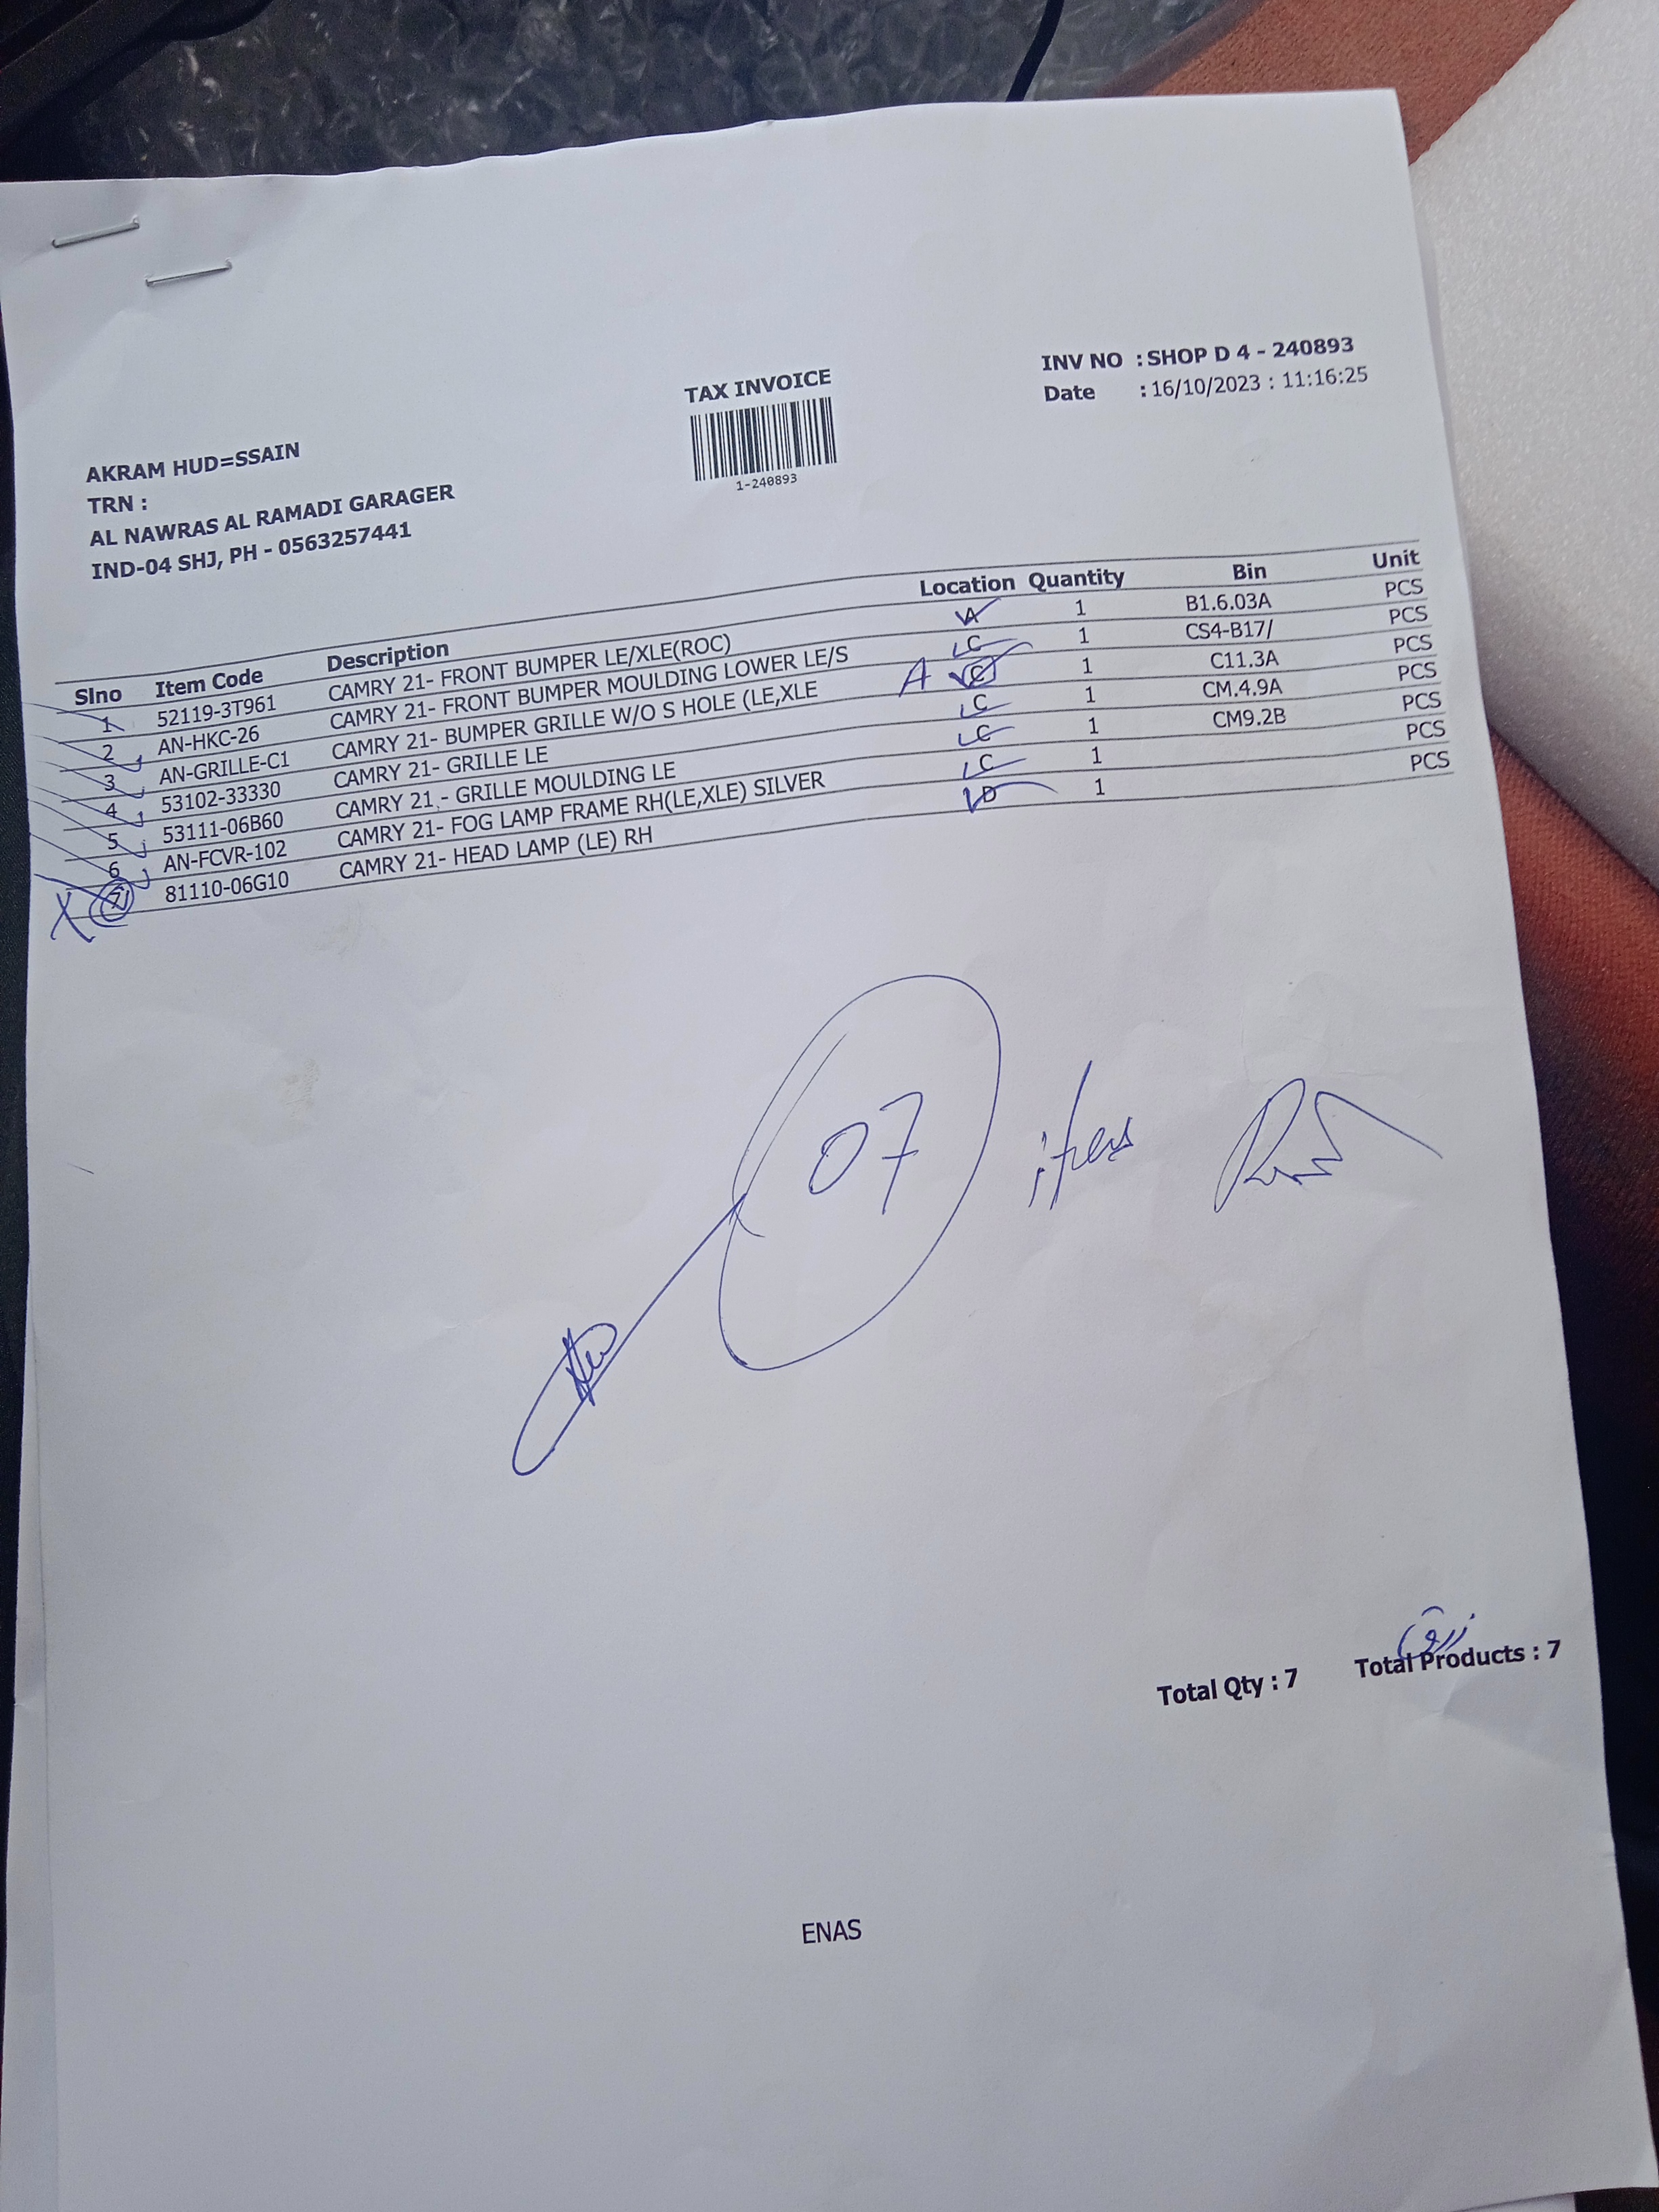 INV NO : SHOP D 4 - 240893
TAX INVOICE
Date : 16/10/2023 : 11:16:25
1-240893
AKRAM HUD=SSAIN
TRN :
AL NAWRAS AL RAMADI GARAGER
IND-04 SHJ, PH - 0563257441
Slno Item Code Description Location Quantity Bin Unit
1 52119-3T961 CAMRY 21- FRONT BUMPER LE/XLE(ROC) A 1 B1.6.03A PCS
2 AN-HKC-26 CAMRY 21- FRONT BUMPER MOULDING LOWER LE/S C 1 CS4-B17/ PCS
3 AN-GRILLE-C1 CAMRY 21- BUMPER GRILLE W/O S HOLE (LE,XLE A C 1 C11.3A PCS
4 53102-33330 CAMRY 21- GRILLE LE C 1 CM.4.9A PCS
5 53111-06B60 CAMRY 21 - GRILLE MOULDING LE C 1 CM9.2B PCS
6 AN-FCVR-102 CAMRY 21- FOG LAMP FRAME RH(LE,XLE) SILVER C 1 PCS
X 7 81110-06G10 CAMRY 21- HEAD LAMP (LE) RH D 1 PCS
07 items
Total Qty : 7 Total Products : 7
ENAS